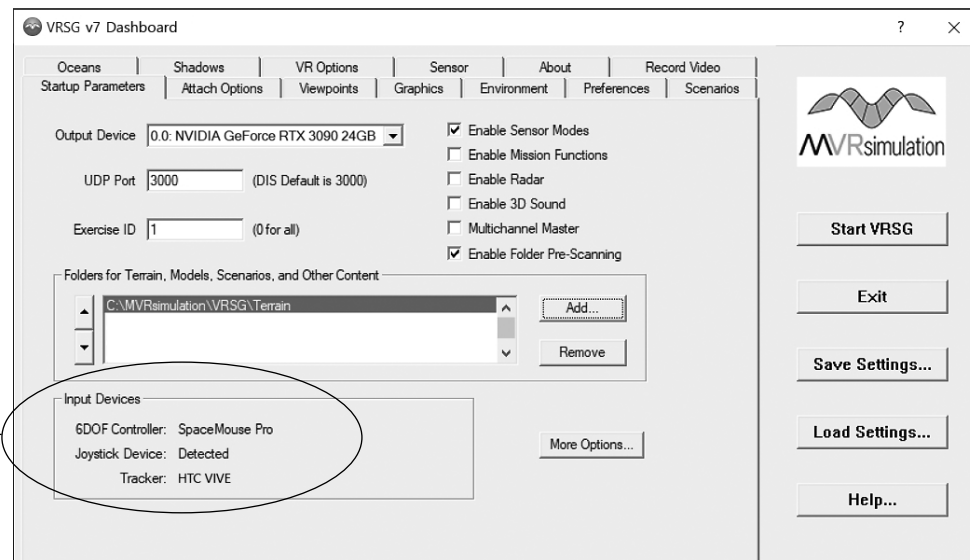 VRSG v7 Dashboard
?
Oceans Shadows VR Options Sensor About Record Video
Startup Parameters Attach Options Viewpoints Graphics Environment Preferences Scenarios
Output Device 0.0: NVIDIA GeForce RTX 3090 24GB
UDP Port 3000 (DIS Default is 3000)
Exercise ID 1 (0 for all)
Enable Sensor Modes
Enable Mission Functions
Enable Radar
Enable 3D Sound
Multichannel Master
Enable Folder Pre-Scanning
Folders for Terrain, Models, Scenarios, and Other Content
C:\MVRsimulation\VRSG\Terrain
Add...
Remove
Input Devices
6DOF Controller: SpaceMouse Pro
Joystick Device: Detected
Tracker: HTC VIVE
More Options...
MVRsimulation
Start VRSG
Exit
Save Settings...
Load Settings...
Help...